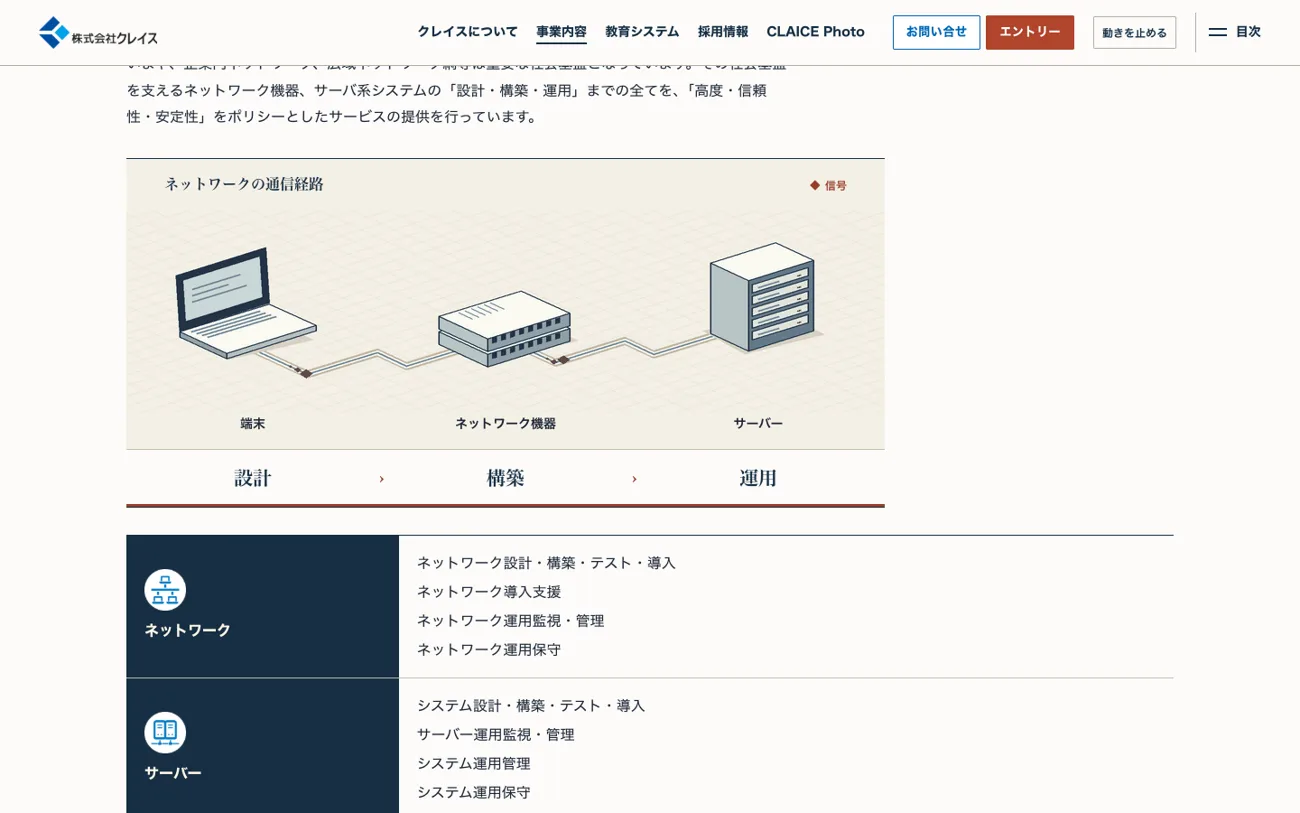 株式会社クレイス
クレイスについて
事業内容
教育システム
採用情報
CLAICE Photo
お問い合せ
エントリー
動きを止める
目次
を支えるネットワーク機器、サーバ系システムの「設計・構築・運用」までの全てを、「高度・信頼
性・安定性」をポリシーとしたサービスの提供を行っています。
ネットワークの通信経路
信号
端末
ネットワーク機器
サーバー
設計 › 構築 › 運用
ネットワーク
ネットワーク設計・構築・テスト・導入
ネットワーク導入支援
ネットワーク運用監視・管理
ネットワーク運用保守
サーバー
システム設計・構築・テスト・導入
サーバー運用監視・管理
システム運用管理
システム運用保守